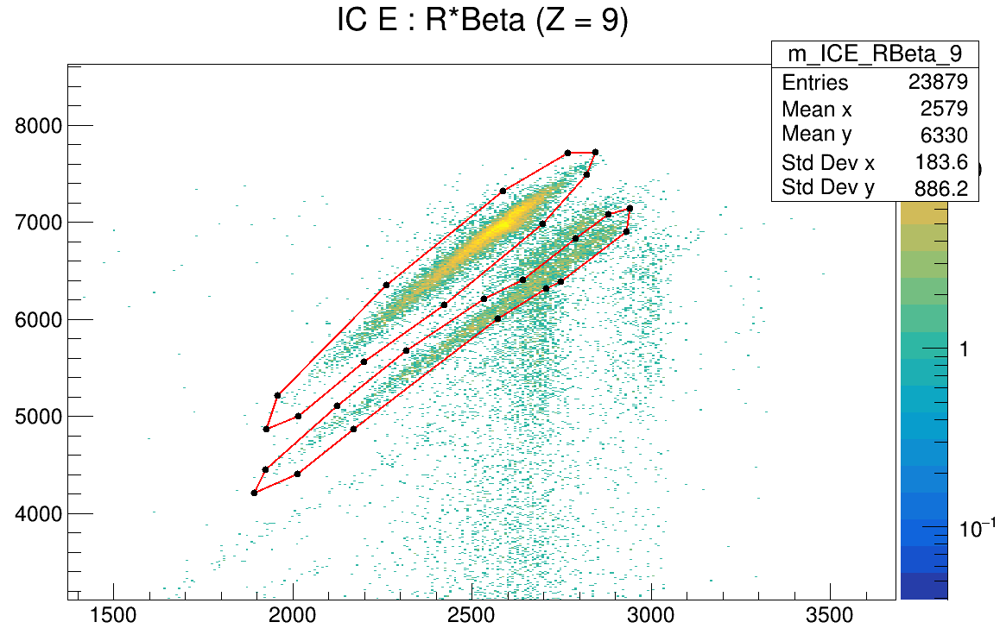 IC E : R*Beta (Z = 9)
m_ICE_RBeta_9
Entries 23879
Mean x 2579
Mean y 6330
Std Dev x 183.6
Std Dev y 886.2
8000
7000
6000
5000
4000
1
10⁻¹
1500 2000 2500 3000 3500